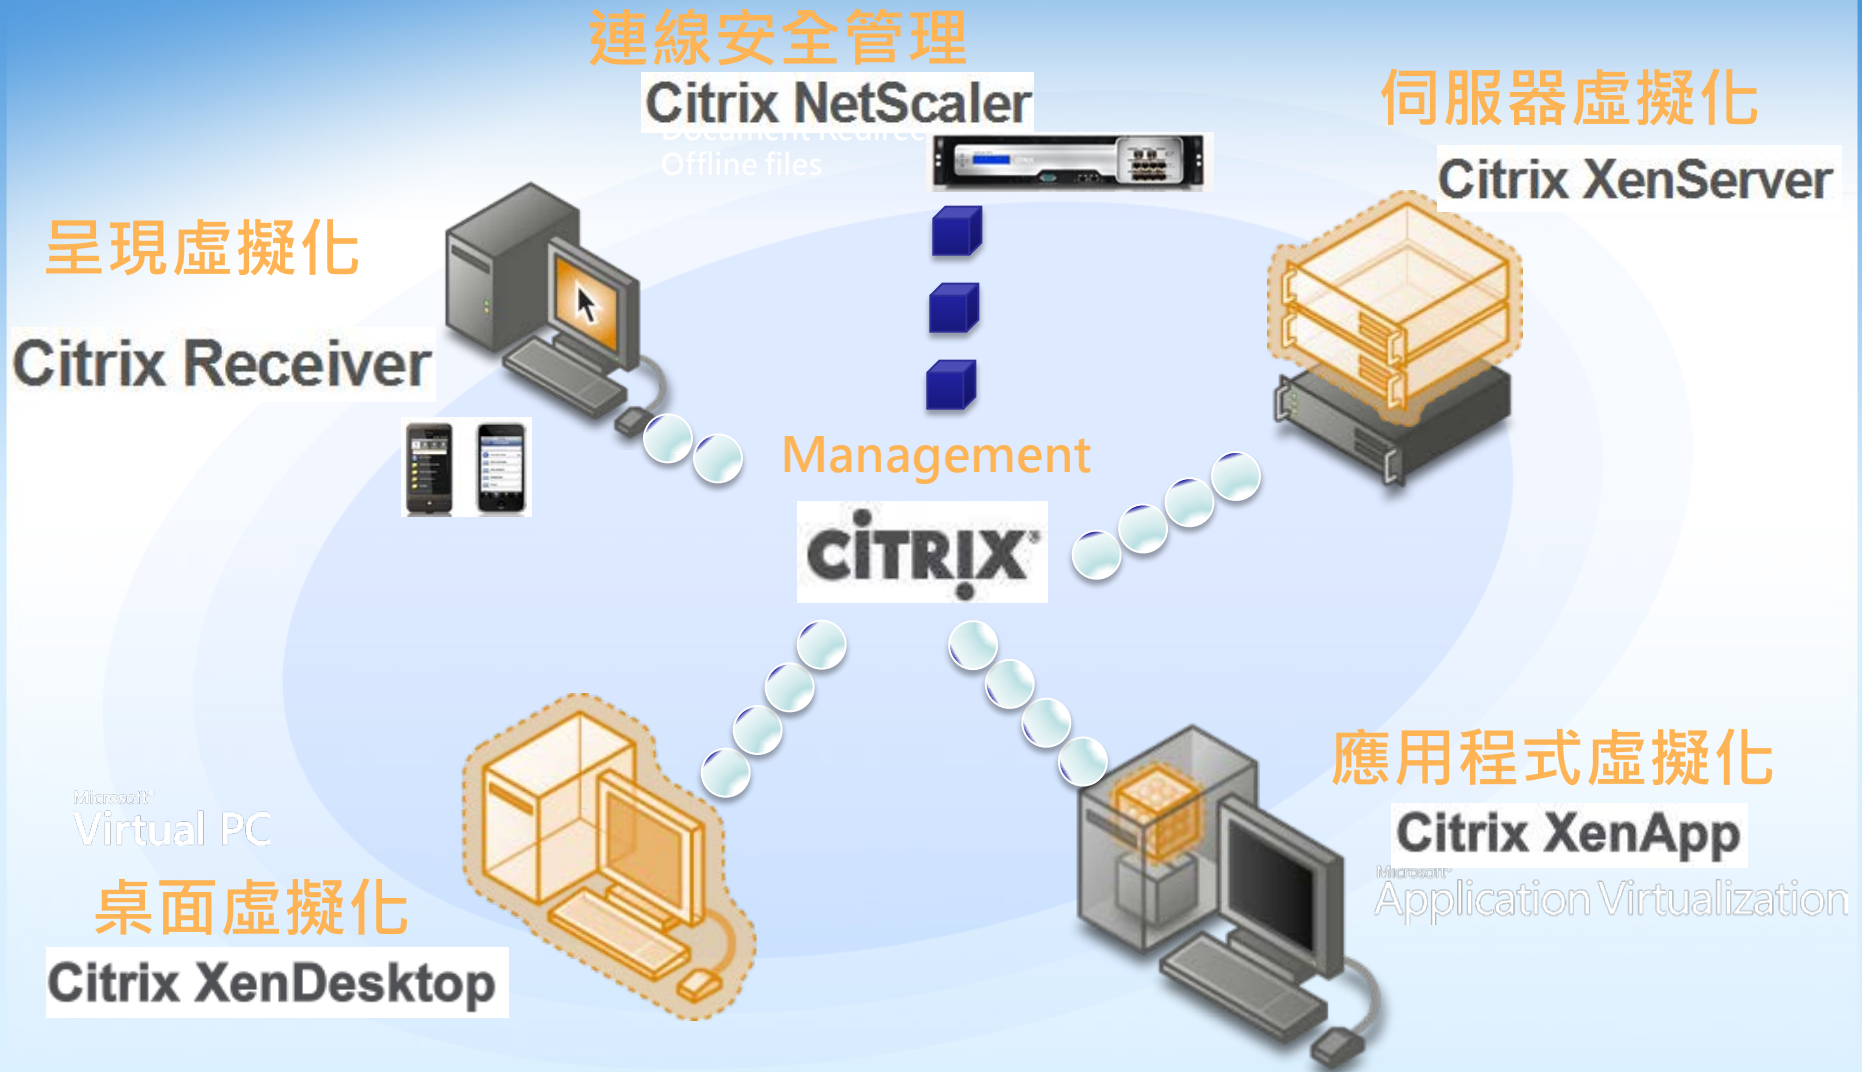 連線安全管理
Citrix NetScaler
Offline files
伺服器虛擬化
Citrix XenServer
呈現虛擬化
Citrix Receiver
Management
CITRIX
Microsoft
Virtual PC
桌面虛擬化
Citrix XenDesktop
應用程式虛擬化
Citrix XenApp
Microsoft
Application Virtualization